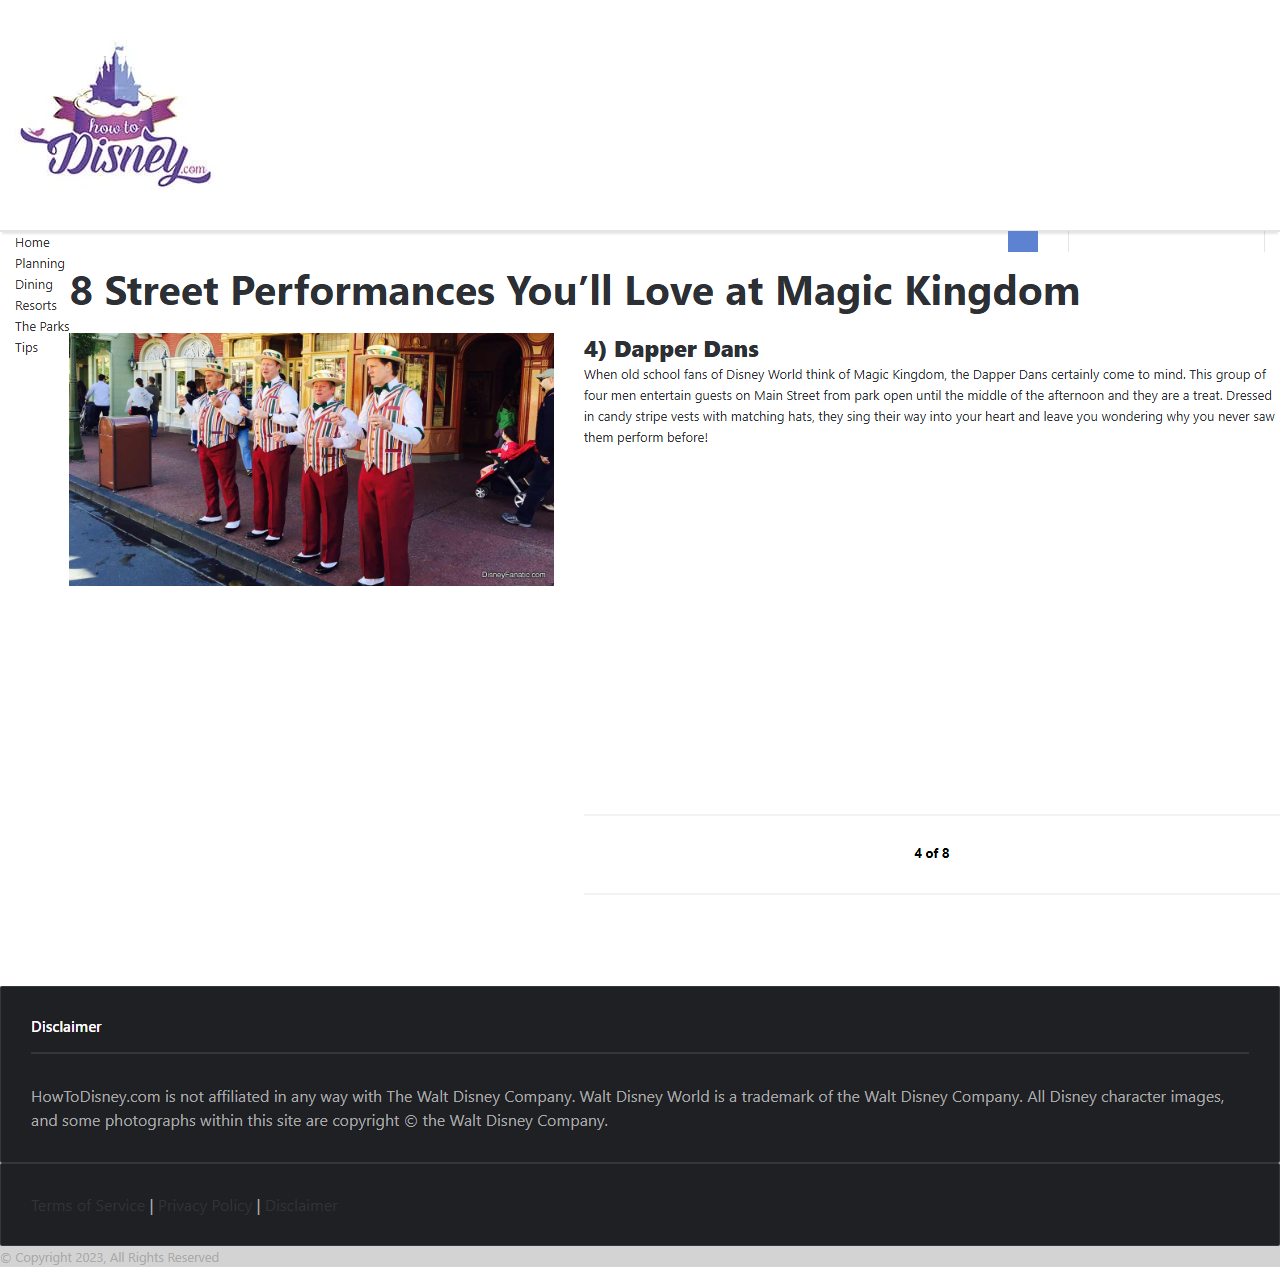 how to
Disney.com
Home
Planning
Dining
Resorts
The Parks
Tips
8 Street Performances You’ll Love at Magic Kingdom
DisneyFanatic.com
4) Dapper Dans
When old school fans of Disney World think of Magic Kingdom, the Dapper Dans certainly come to mind. This group of
four men entertain guests on Main Street from park open until the middle of the afternoon and they are a treat. Dressed
in candy stripe vests with matching hats, they sing their way into your heart and leave you wondering why you never saw
them perform before!
4 of 8
Disclaimer
HowToDisney.com is not affiliated in any way with The Walt Disney Company. Walt Disney World is a trademark of the Walt Disney Company. All Disney character images,
and some photographs within this site are copyright © the Walt Disney Company.
Terms of Service | Privacy Policy | Disclaimer
© Copyright 2023, All Rights Reserved